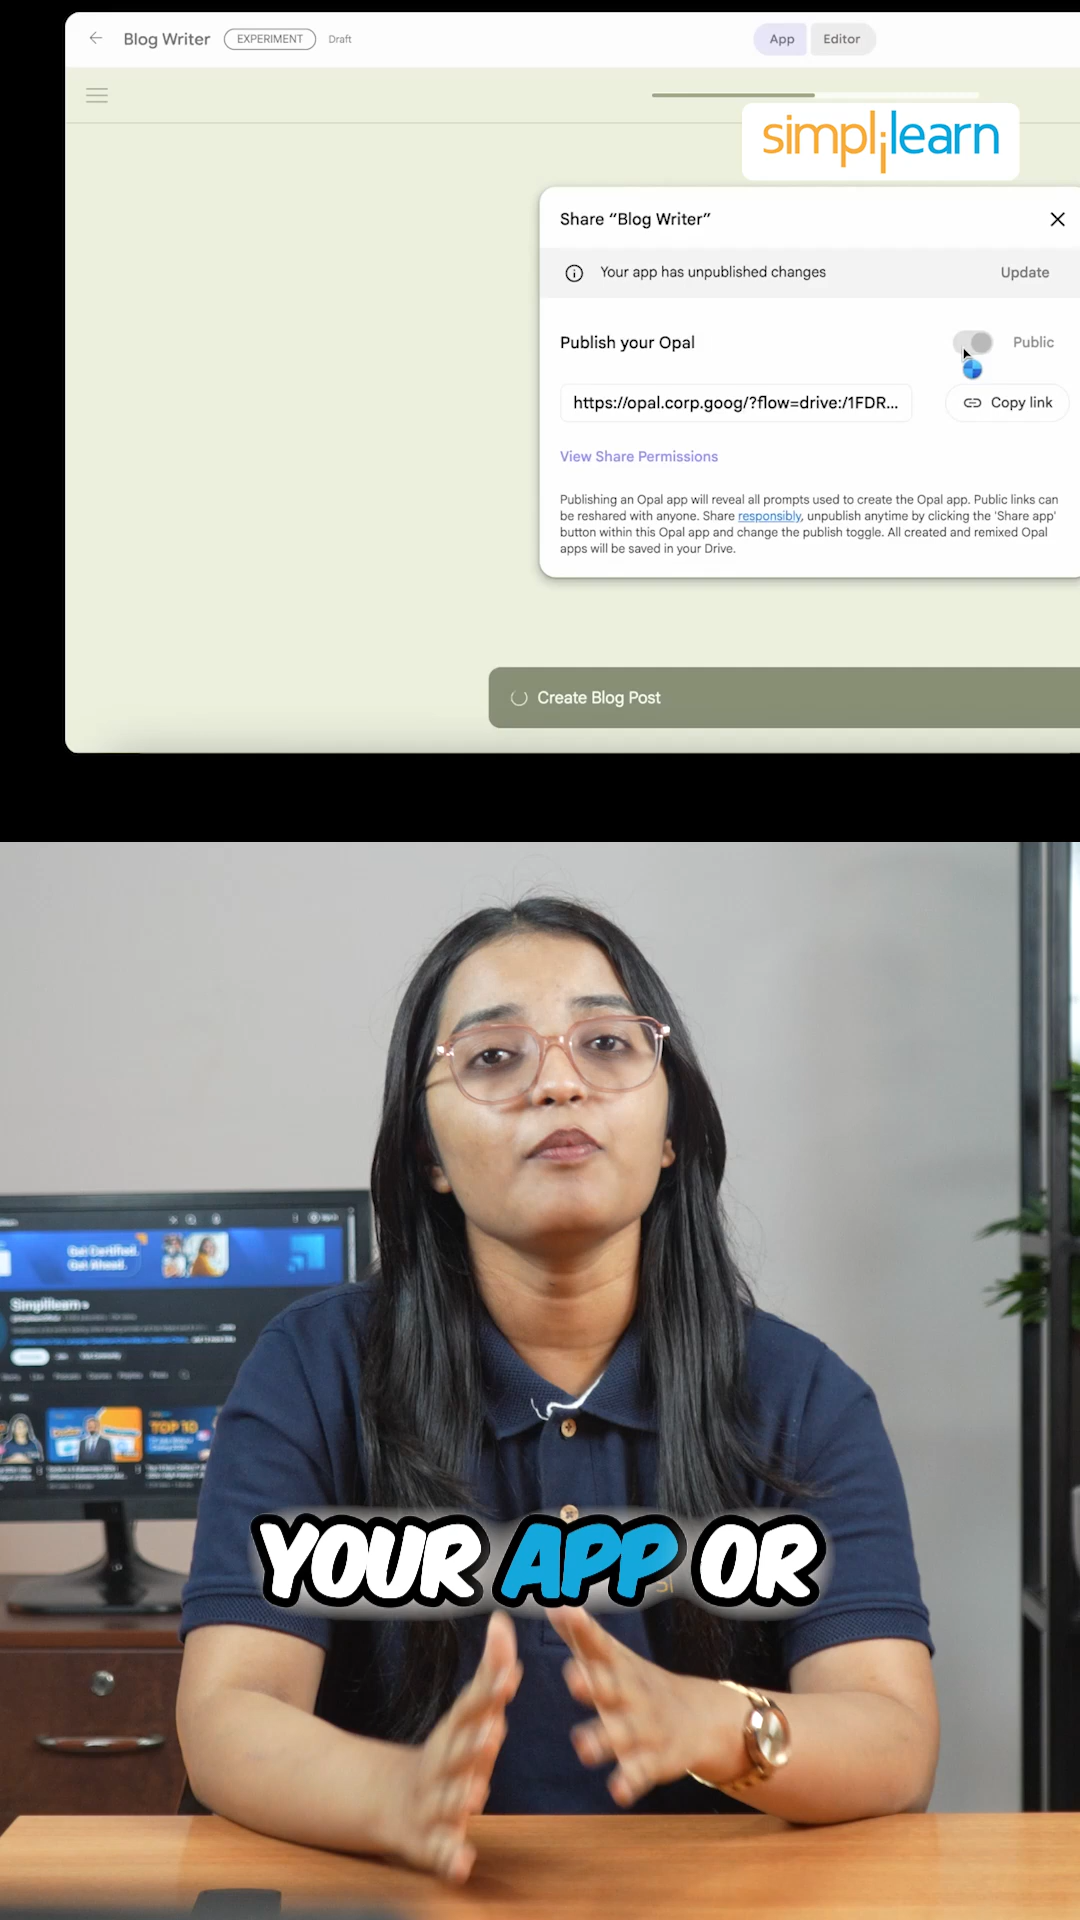 Blog Writer
EXPERIMENT
Draft
App
Editor
simplilearn
Share “Blog Writer”
Your app has unpublished changes
Update
Publish your Opal
Public
https://opal.corp.goog/?flow=drive:/1FDR...
Copy link
View Share Permissions
Publishing an Opal app will reveal all prompts used to create the Opal app. Public links can
be reshared with anyone. Share responsibly, unpublish anytime by clicking the 'Share app'
button within this Opal app and change the publish toggle. All created and remixed Opal
apps will be saved in your Drive.
Create Blog Post
Get Certified.
Get Ahead.
Simplilearn
TOP 10
YOUR APP OR